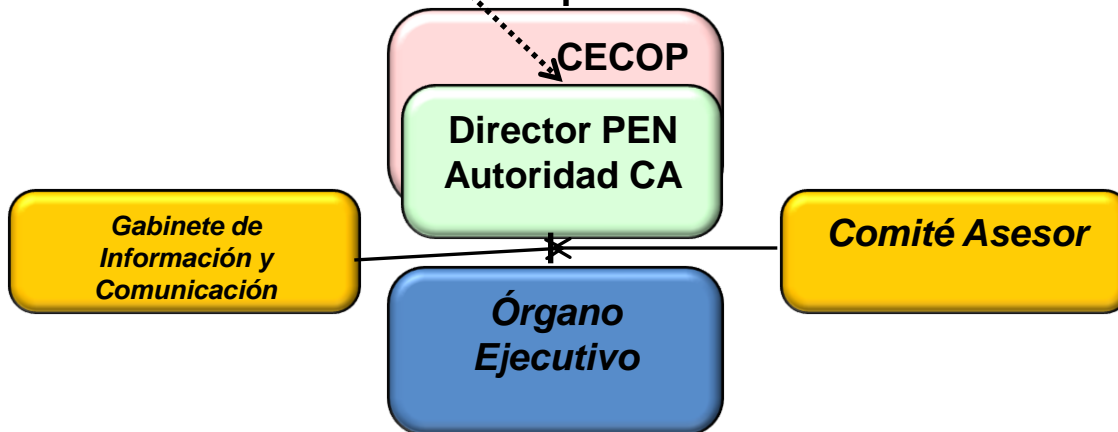 CECOP
Director PEN
Autoridad CA
Gabinete de
Información y
Comunicación
Comité Asesor
Órgano
Ejecutivo